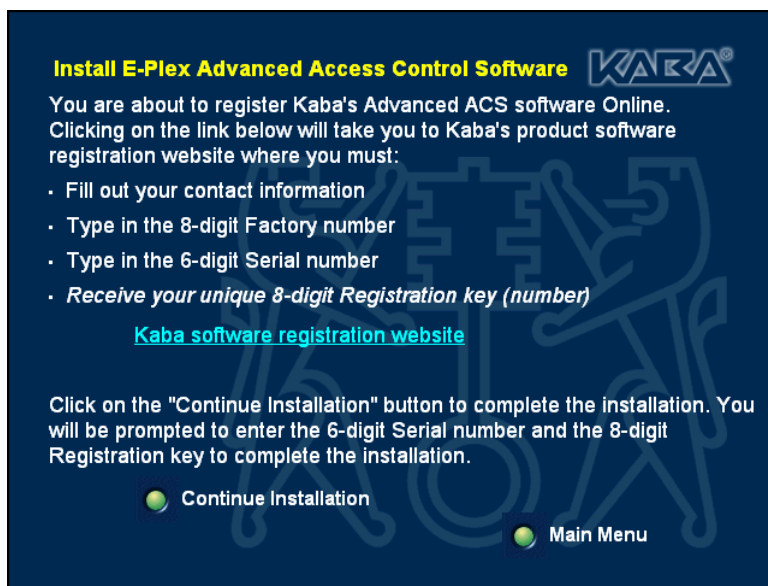 Install E-Plex Advanced Access Control Software KABA®
You are about to register Kaba's Advanced ACS software Online.
Clicking on the link below will take you to Kaba's product software
registration website where you must:
· Fill out your contact information
· Type in the 8-digit Factory number
· Type in the 6-digit Serial number
· Receive your unique 8-digit Registration key (number)
Kaba software registration website
Click on the "Continue Installation" button to complete the installation. You
will be prompted to enter the 6-digit Serial number and the 8-digit
Registration key to complete the installation.
Continue Installation
Main Menu